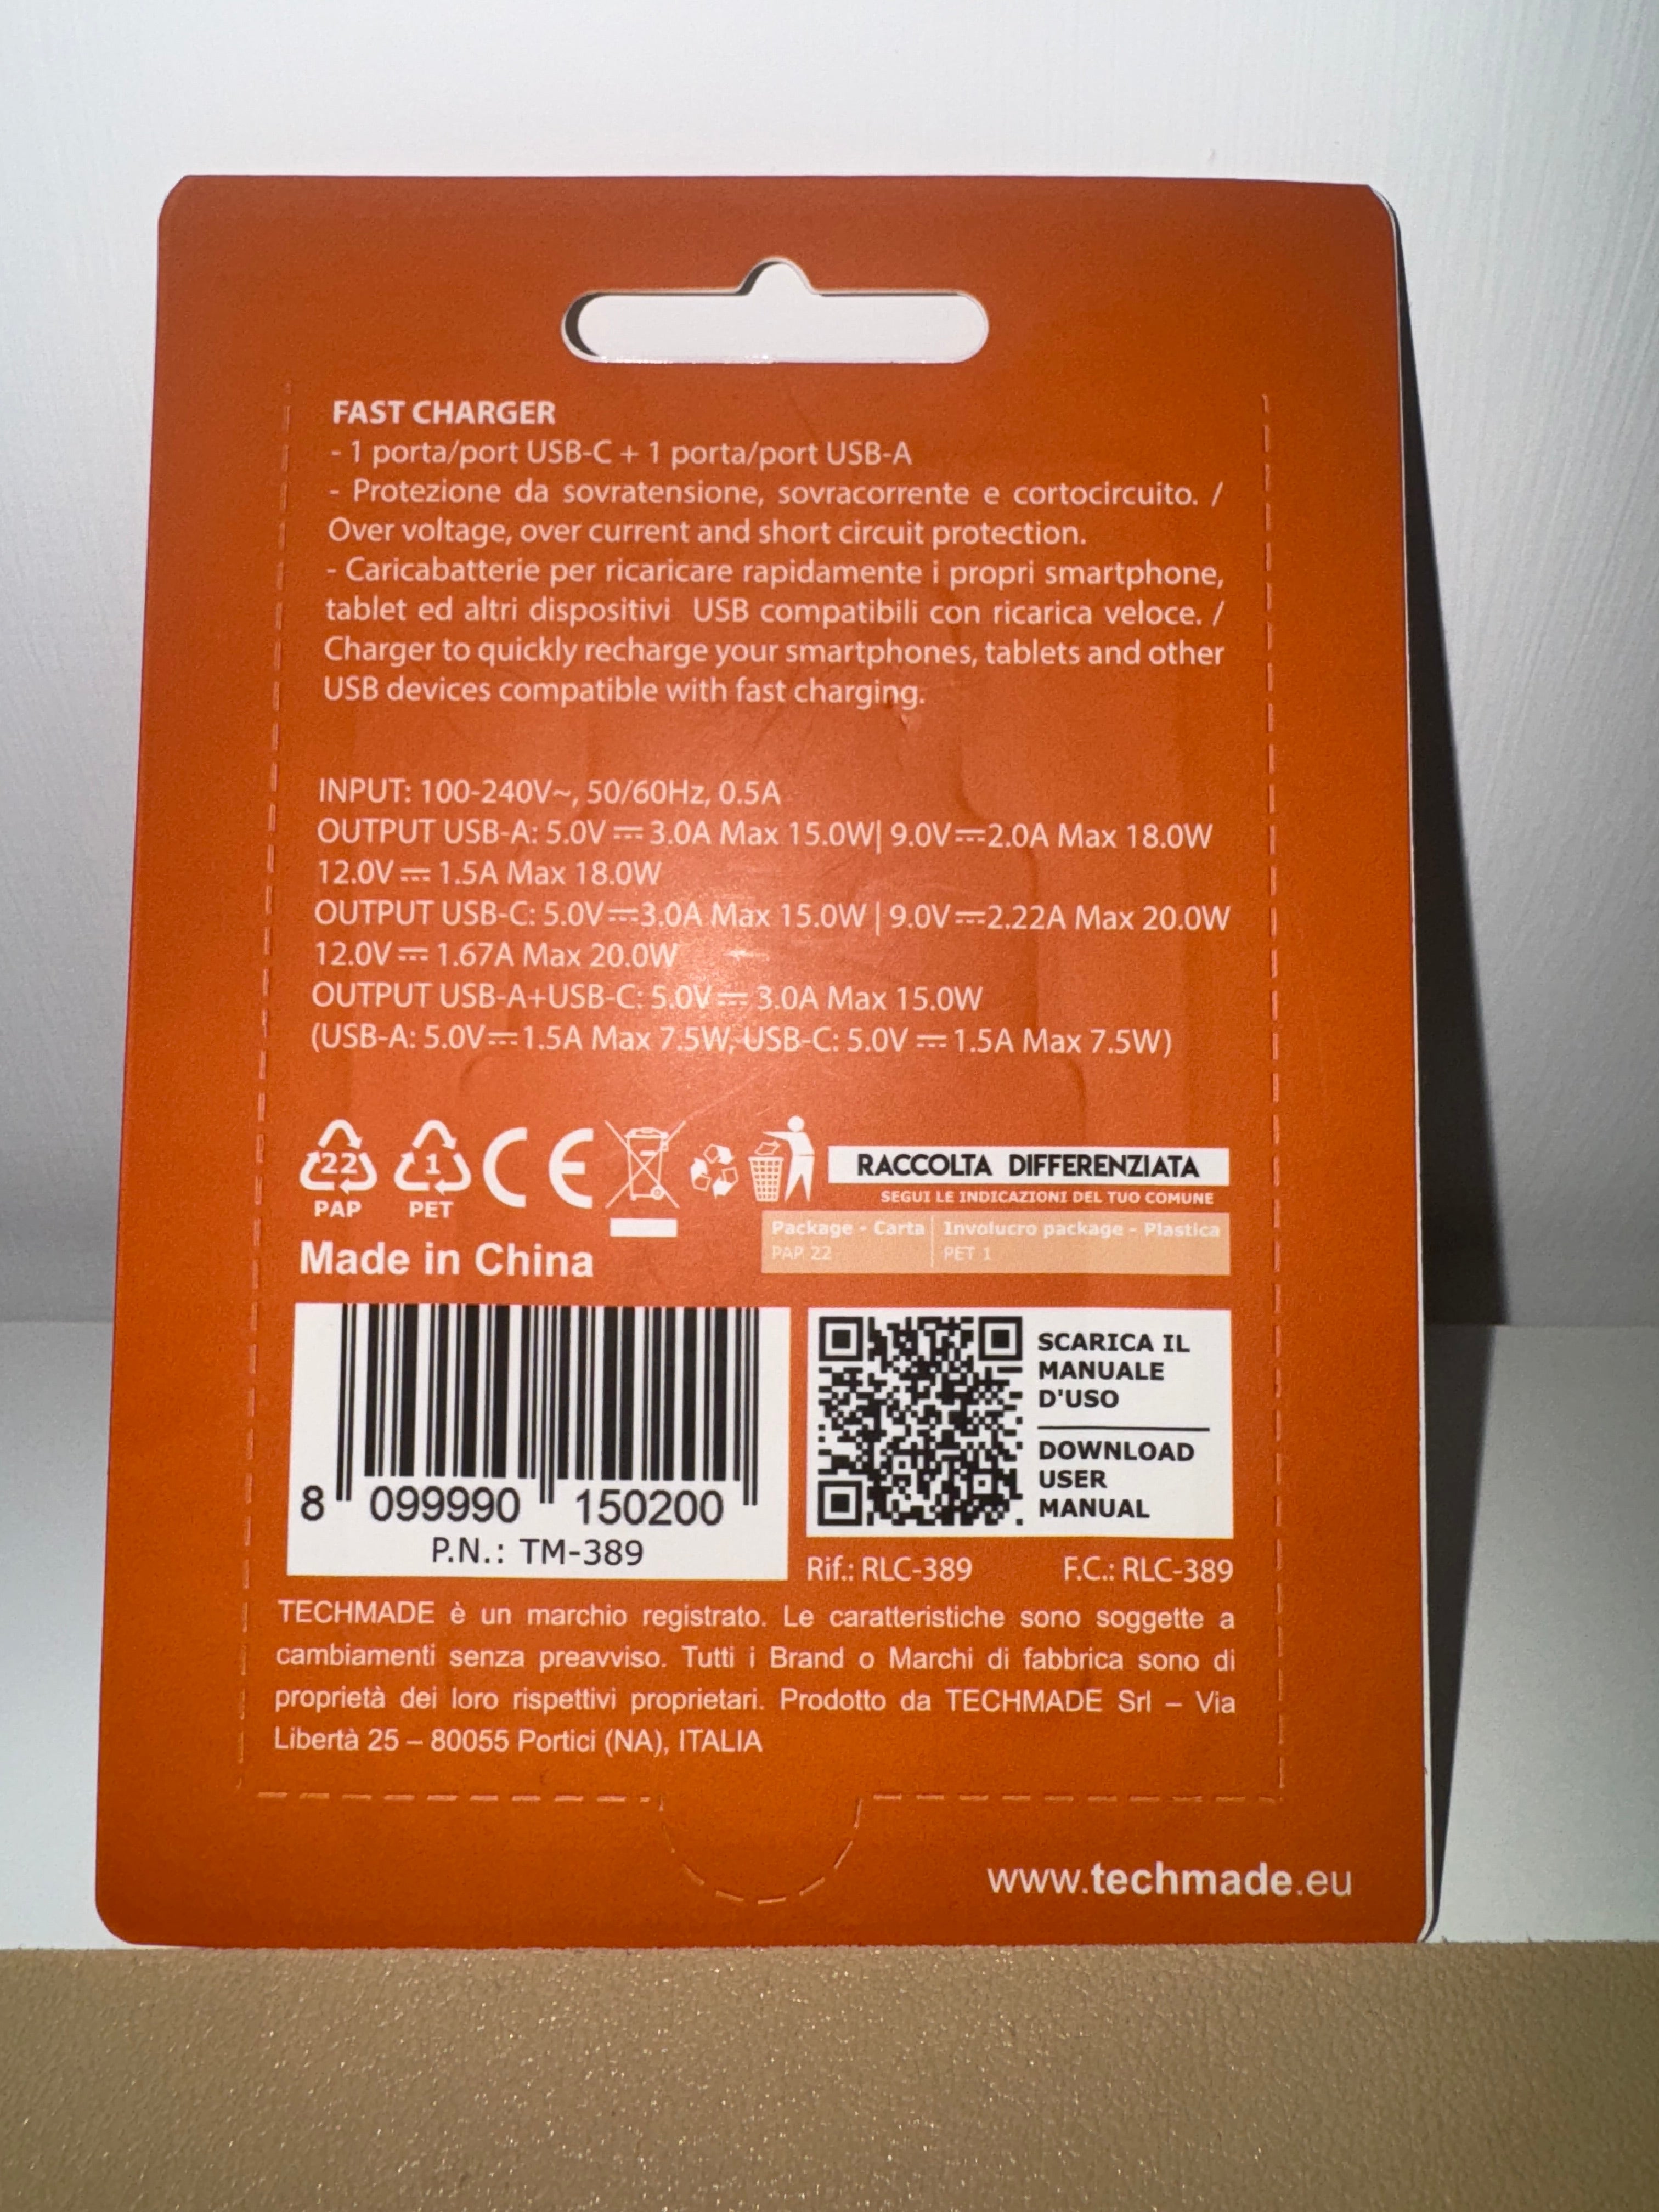 FAST CHARGER
- 1 porta/port USB-C + 1 porta/port USB-A
- Protezione da sovratensione, sovracorrente e cortocircuito. /
Over voltage, over current and short circuit protection.
- Caricabatterie per ricaricare rapidamente i propri smartphone,
tablet ed altri dispositivi USB compatibili con ricarica veloce. /
Charger to quickly recharge your smartphones, tablets and other
USB devices compatible with fast charging.
INPUT: 100-240V~, 50/60Hz, 0.5A
OUTPUT USB-A: 5.0V⎓3.0A Max 15.0W| 9.0V⎓2.0A Max 18.0W
12.0V⎓1.5A Max 18.0W
OUTPUT USB-C: 5.0V⎓3.0A Max 15.0W | 9.0V⎓2.22A Max 20.0W
12.0V⎓1.67A Max 20.0W
OUTPUT USB-A+USB-C: 5.0V⎓3.0A Max 15.0W
(USB-A: 5.0V⎓1.5A Max 7.5W, USB-C: 5.0V⎓1.5A Max 7.5W)
22
PAP
1
PET
CE
RACCOLTA DIFFERENZIATA
SEGUI LE INDICAZIONI DEL TUO COMUNE
Package - Carta
PAP 22
Involucro package - Plastica
PET 1
Made in China
8 099990 150200
P.N.: TM-389
SCARICA IL
MANUALE
D'USO
DOWNLOAD
USER
MANUAL
Rif.: RLC-389 F.C.: RLC-389
TECHMADE è un marchio registrato. Le caratteristiche sono soggette a
cambiamenti senza preavviso. Tutti i Brand o Marchi di fabbrica sono di
proprietà dei loro rispettivi proprietari. Prodotto da TECHMADE Srl – Via
Libertà 25 – 80055 Portici (NA), ITALIA
www.techmade.eu